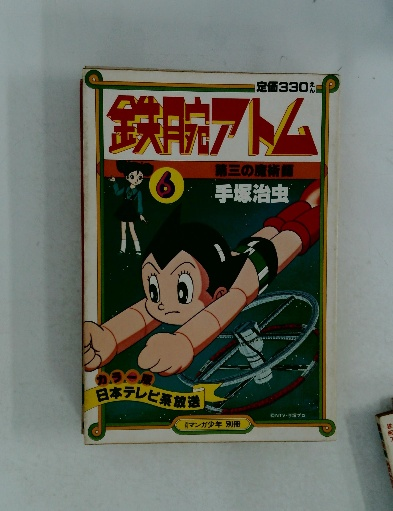 定価330えん
鉄腕アトム
第三の魔術師
6
手塚治虫
カラー版
日本テレビ系放送
マンガ少年 別冊